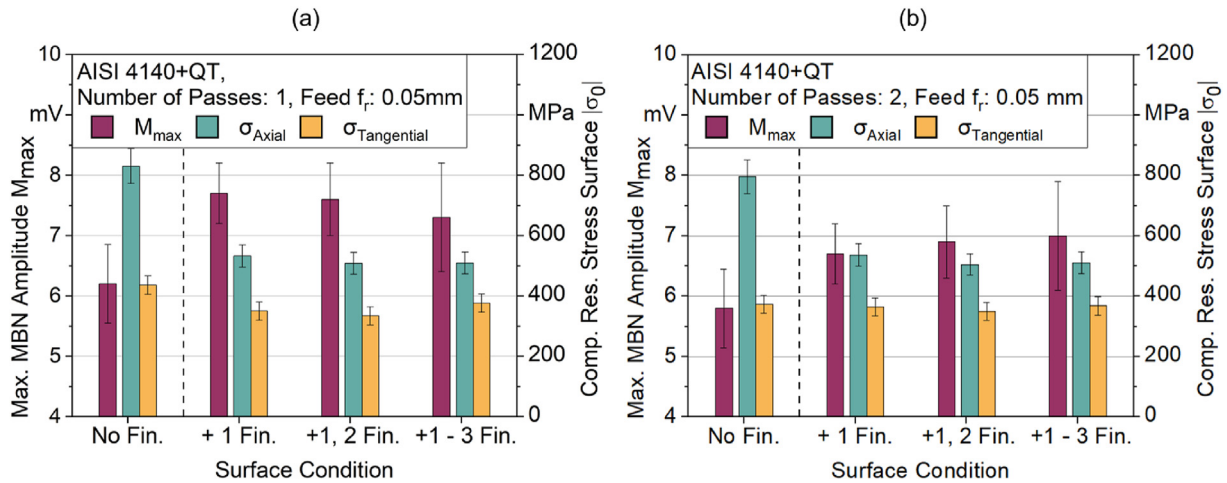 (a)
10
9
8
7
6
5
4
mV
Max. MBN Amplitude Mmax
AISI 4140+QT,
Number of Passes: 1, Feed fr: 0.05mm
Mmax σAxial σTangential
1200
MPa
800
600
400
200
0
Comp. Res. Stress Surface |σ0|
No Fin. + 1 Fin. +1, 2 Fin. +1 - 3 Fin.
Surface Condition
(b)
10
mV
8
7
6
5
4
Max. MBN Amplitude Mmax
AISI 4140+QT
Number of Passes: 2, Feed fr: 0.05 mm
Mmax σAxial σTangential
1200
MPa
800
600
400
200
0
Comp. Res. Stress Surface |σ0|
No Fin. + 1 Fin. +1, 2 Fin. +1 - 3 Fin.
Surface Condition